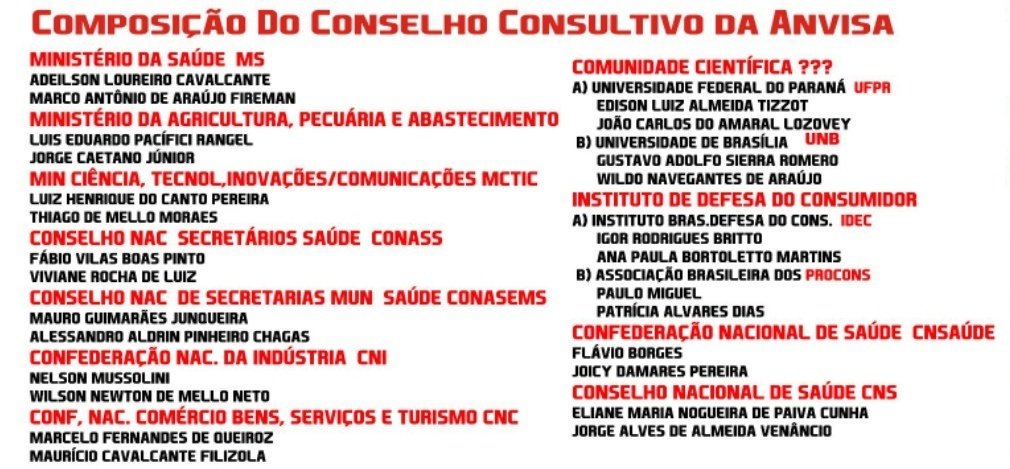 Composição Do Conselho Consultivo da Anvisa
MINISTÉRIO DA SAÚDE MS
ADEILSON LOUREIRO CAVALCANTE
MARCO ANTÔNIO DE ARAÚJO FIREMAN
MINISTÉRIO DA AGRICULTURA, PECUÁRIA E ABASTECIMENTO
LUIS EDUARDO PACÍFICI RANGEL
JORGE CAETANO JÚNIOR
MIN CIÊNCIA, TECNOL,INOVAÇÕES/COMUNICAÇÕES MCTIC
LUIZ HENRIQUE DO CANTO PEREIRA
THIAGO DE MELLO MORAES
CONSELHO NAC SECRETÁRIOS SAÚDE CONASS
FÁBIO VILAS BOAS PINTO
VIVIANE ROCHA DE LUIZ
CONSELHO NAC DE SECRETARIAS MUN SAÚDE CONASEMS
MAURO GUIMARÃES JUNQUEIRA
ALESSANDRO ALDRIN PINHEIRO CHAGAS
CONFEDERAÇÃO NAC. DA INDÚSTRIA CNI
NELSON MUSSOLINI
WILSON NEWTON DE MELLO NETO
CONF, NAC. COMÉRCIO BENS, SERVIÇOS E TURISMO CNC
MARCELO FERNANDES DE QUEIROZ
MAURÍCIO CAVALCANTE FILIZOLA
COMUNIDADE CIENTÍFICA ???
A) UNIVERSIDADE FEDERAL DO PARANÁ UFPR
EDISON LUIZ ALMEIDA TIZZOT
JOÃO CARLOS DO AMARAL LOZOVEY
B) UNIVERSIDADE DE BRASÍLIA UNB
GUSTAVO ADOLFO SIERRA ROMERO
WILDO NAVEGANTES DE ARAÚJO
INSTITUTO DE DEFESA DO CONSUMIDOR
A) INSTITUTO BRAS.DEFESA DO CONS. IDEC
IGOR RODRIGUES BRITTO
ANA PAULA BORTOLETTO MARTINS
B) ASSOCIAÇÃO BRASILEIRA DOS PROCONS
PAULO MIGUEL
PATRÍCIA ALVARES DIAS
CONFEDERAÇÃO NACIONAL DE SAÚDE CNSAÚDE
FLÁVIO BORGES
JOICY DAMARES PEREIRA
CONSELHO NACIONAL DE SAÚDE CNS
ELIANE MARIA NOGUEIRA DE PAIVA CUNHA
JORGE ALVES DE ALMEIDA VENÂNCIO